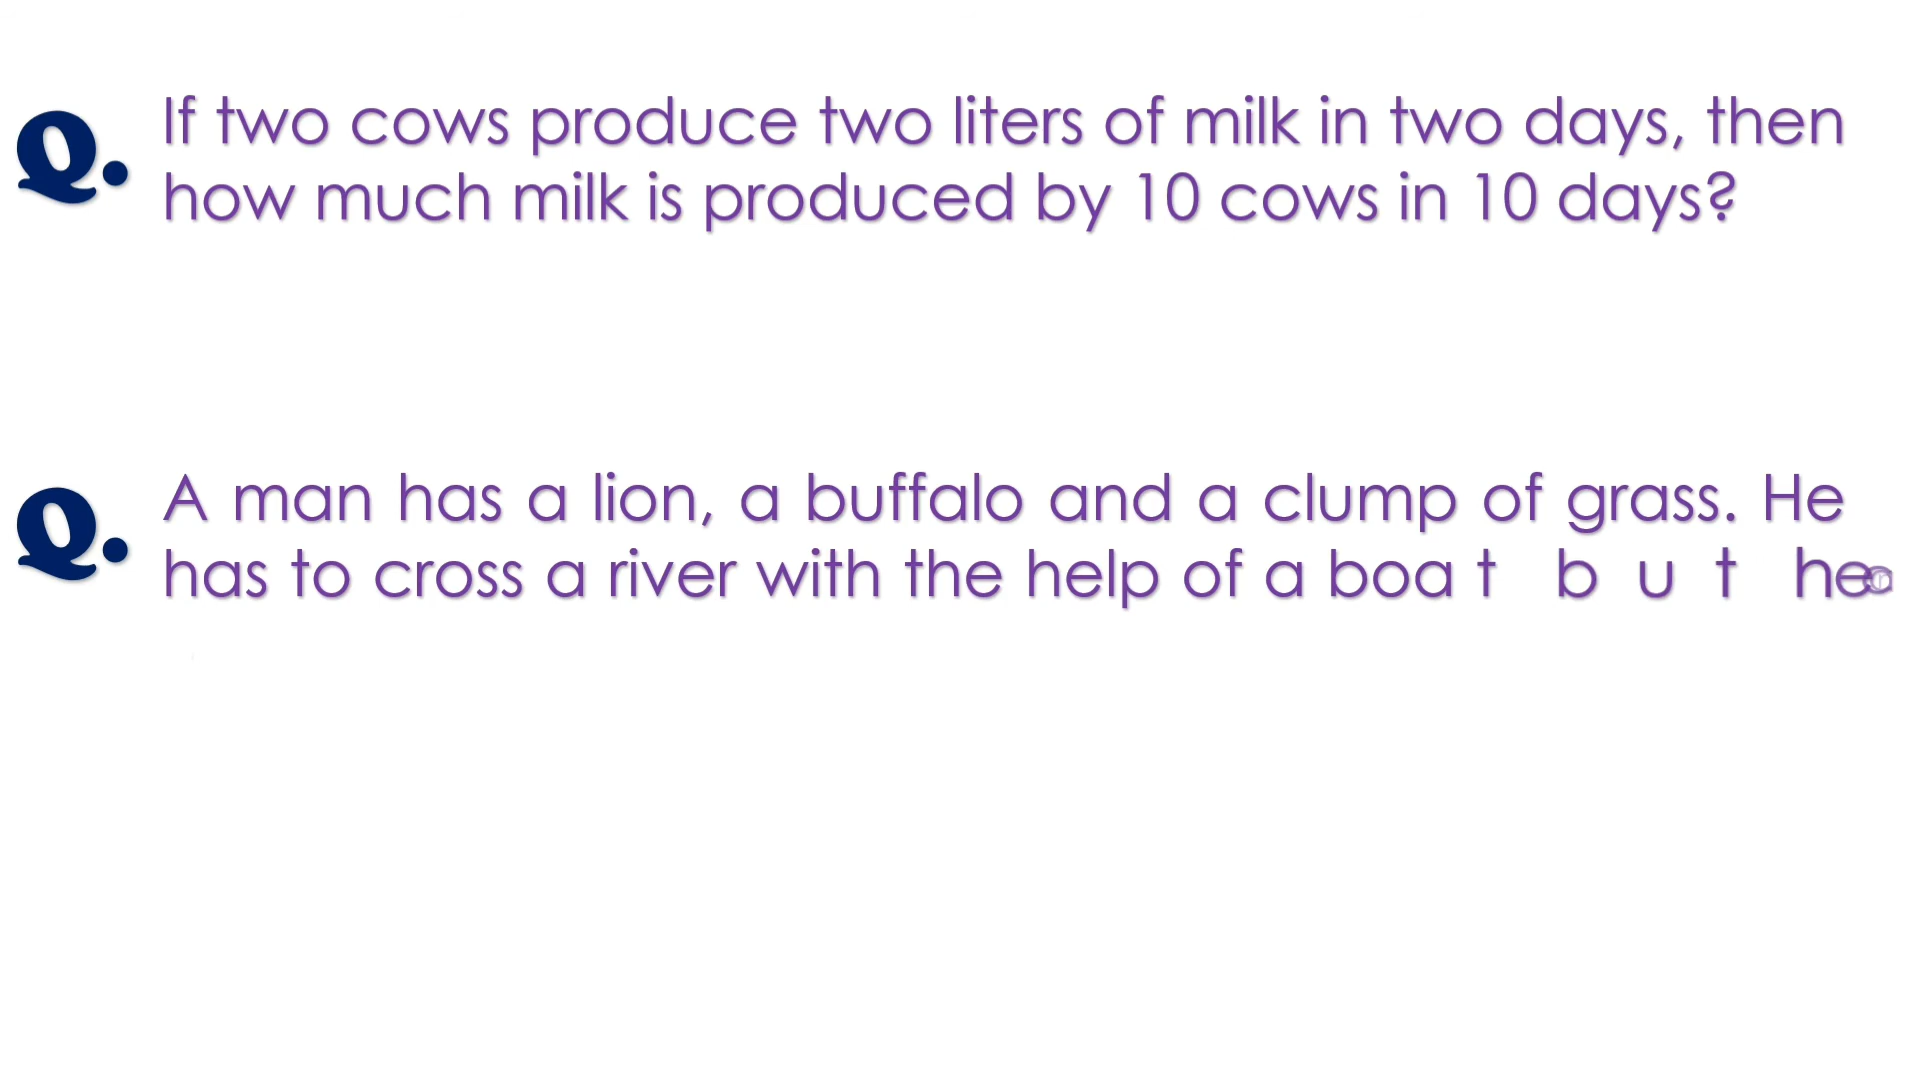 Q. If two cows produce two liters of milk in two days, then
how much milk is produced by 10 cows in 10 days?
Q. A man has a lion, a buffalo and a clump of grass. He
has to cross a river with the help of a boat but he